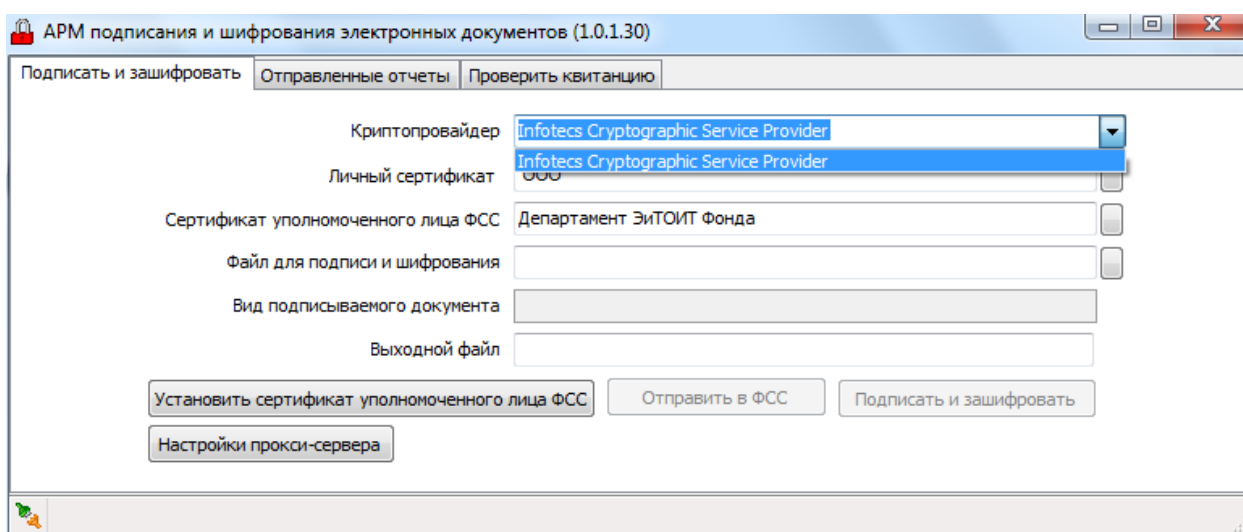 АРМ подписания и шифрования электронных документов (1.0.1.30)
Подписать и зашифровать Отправленные отчеты Проверить квитанцию
Криптопровайдер Infotecs Cryptographic Service Provider
Infotecs Cryptographic Service Provider
Личный сертификат ООО
Сертификат уполномоченного лица ФСС Департамент ЭиТОИТ Фонда
Файл для подписи и шифрования
Вид подписываемого документа
Выходной файл
Установить сертификат уполномоченного лица ФСС Отправить в ФСС Подписать и зашифровать
Настройки прокси-сервера